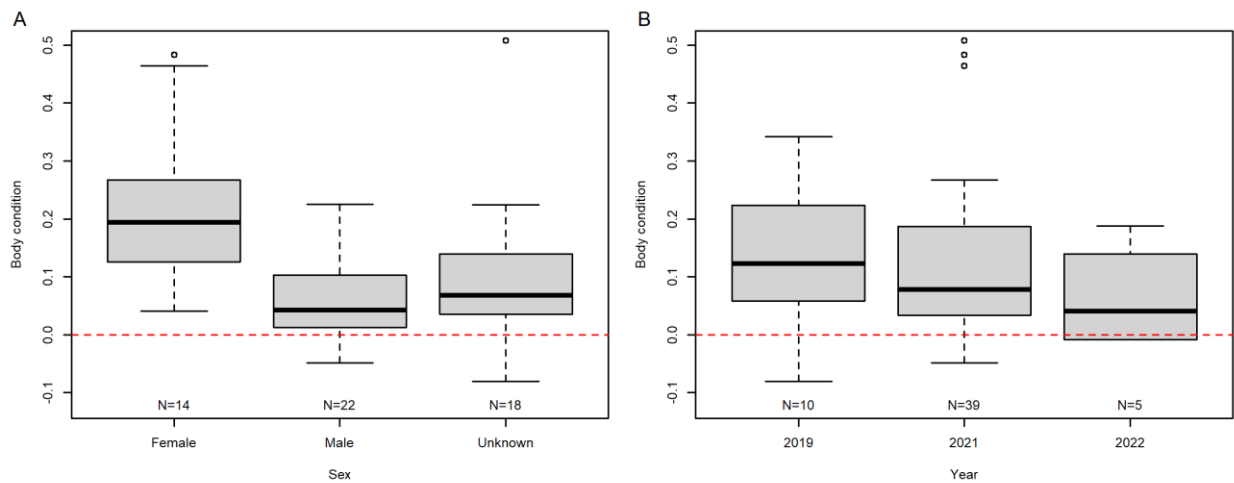 A
Body condition
0.5
0.4
0.3
0.2
0.1
0.0
-0.1
N=14 N=22 N=18
Female Male Unknown
Sex
B
Body condition
0.5
0.4
0.3
0.2
0.1
0.0
-0.1
N=10 N=39 N=5
2019 2021 2022
Year